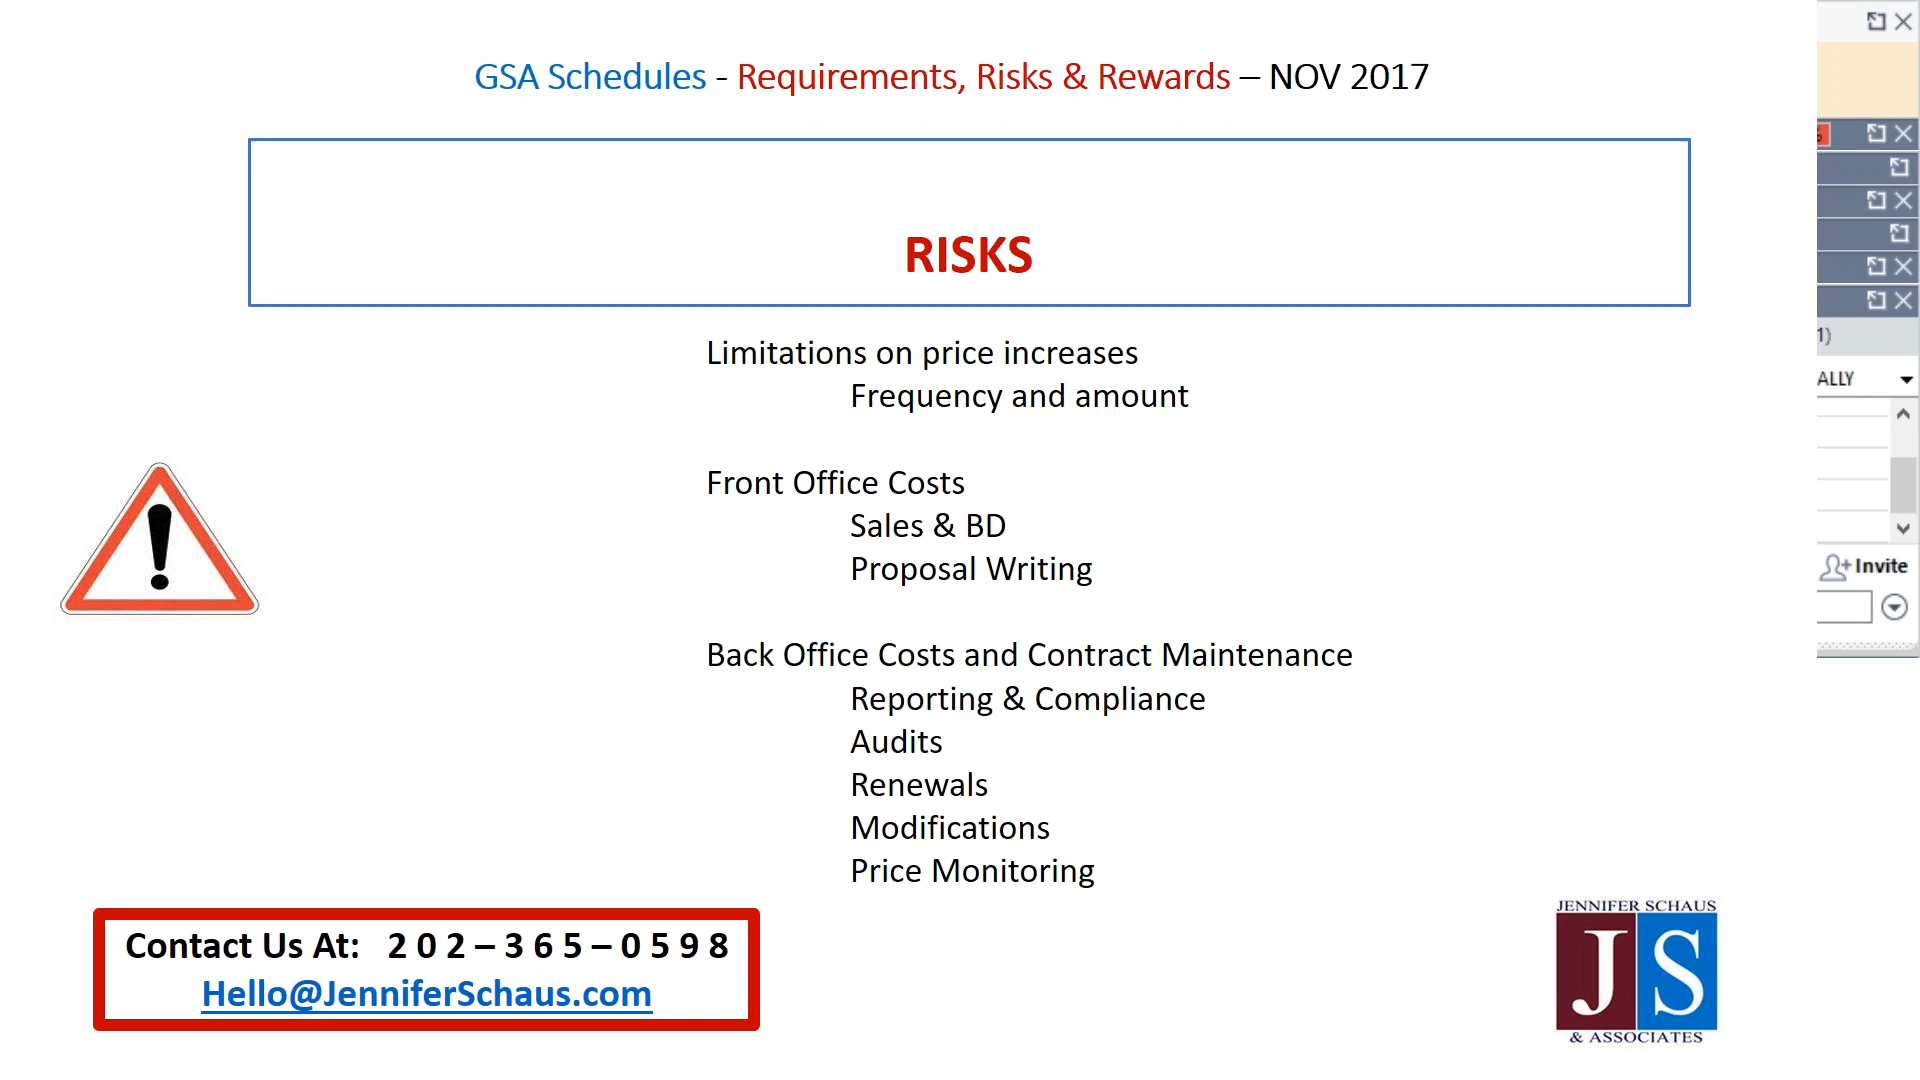 GSA Schedules - Requirements, Risks & Rewards – NOV 2017
RISKS
Limitations on price increases
Frequency and amount
Front Office Costs
Sales & BD
Proposal Writing
Back Office Costs and Contract Maintenance
Reporting & Compliance
Audits
Renewals
Modifications
Price Monitoring
Contact Us At: 2 0 2 – 3 6 5 – 0 5 9 8
Hello@JenniferSchaus.com
JENNIFER SCHAUS
JS
& ASSOCIATES
1)
ALLY
Invite